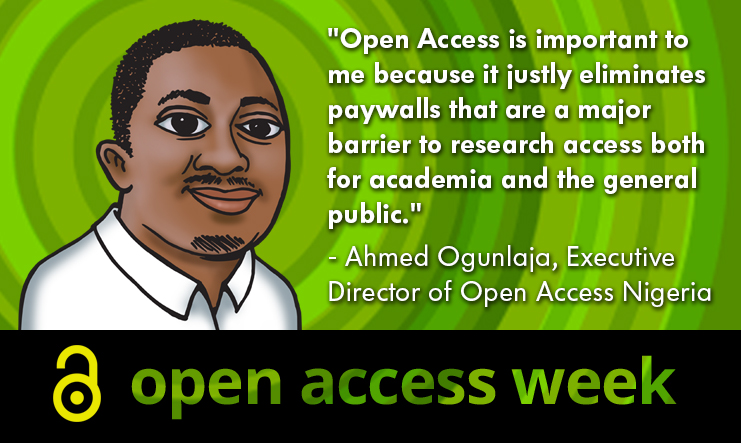 "Open Access is important to
me because it justly eliminates
paywalls that are a major
barrier to research access both
for academia and the general
public."
- Ahmed Ogunlaja, Executive
Director of Open Access Nigeria
open access week